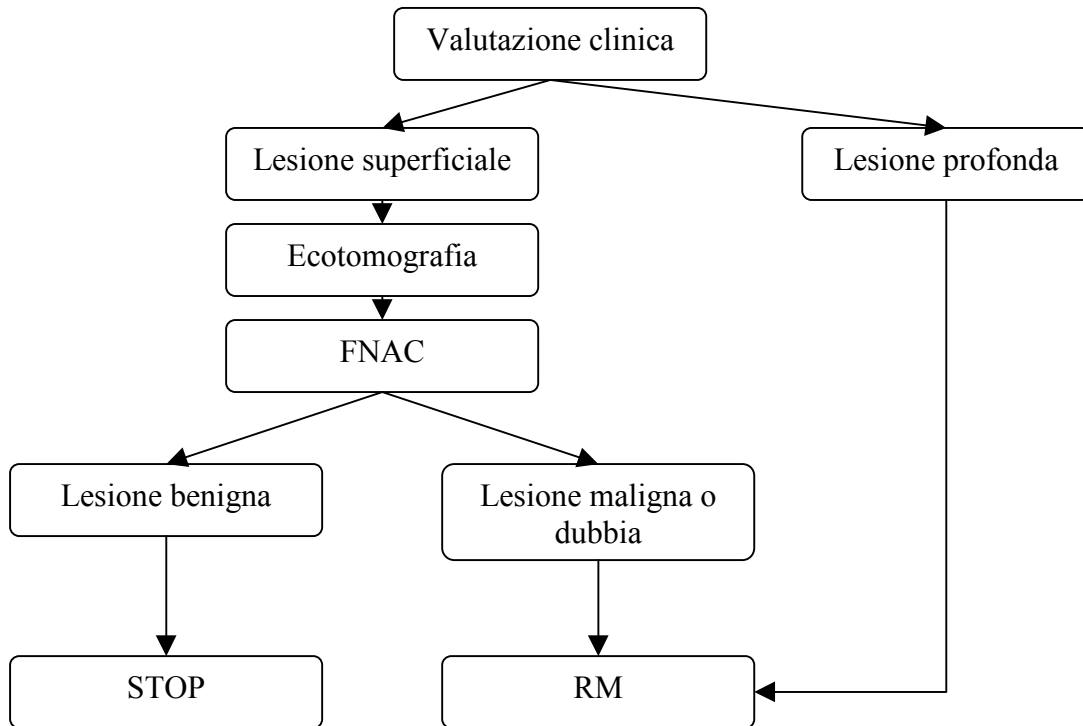 Valutazione clinica
Lesione superficiale
Lesione profonda
Ecotomografia
FNAC
Lesione benigna
Lesione maligna o
dubbia
STOP
RM